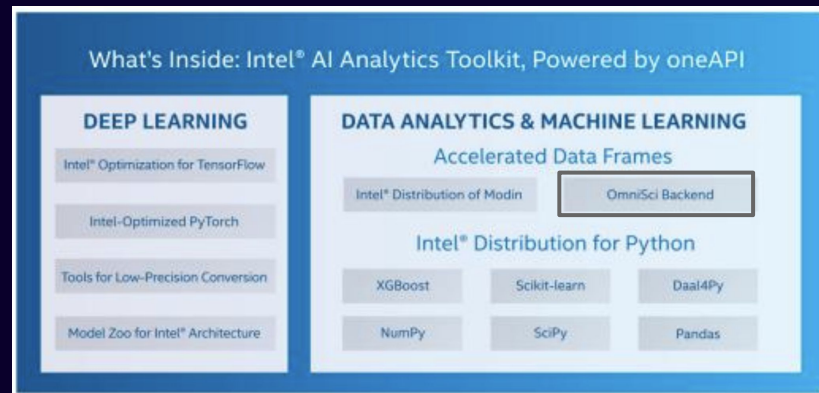 What's Inside: Intel® AI Analytics Toolkit, Powered by oneAPI
DEEP LEARNING
Intel® Optimization for TensorFlow
Intel-Optimized PyTorch
Tools for Low-Precision Conversion
Model Zoo for Intel® Architecture
DATA ANALYTICS & MACHINE LEARNING
Accelerated Data Frames
Intel® Distribution of Modin
OmniSci Backend
Intel® Distribution for Python
XGBoost
Scikit-learn
Daal4Py
NumPy
SciPy
Pandas